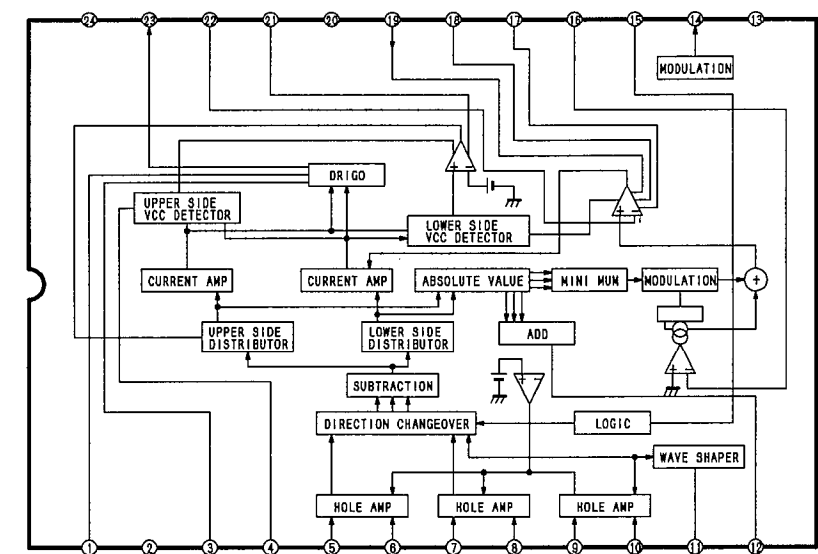 24 23 22 21 20 19 18 17 16 15 14 13
MODULATION
DRIGO
UPPER SIDE
VCC DETECTOR
LOWER SIDE
VCC DETECTOR
CURRENT AMP
CURRENT AMP
ABSOLUTE VALUE
MINI MUM
MODULATION
UPPER SIDE
DISTRIBUTOR
LOWER SIDE
DISTRIBUTOR
ADD
SUBTRACTION
DIRECTION CHANGEOVER
LOGIC
WAVE SHAPER
HOLE AMP
HOLE AMP
HOLE AMP
1 2 3 4 5 6 7 8 9 10 11 12